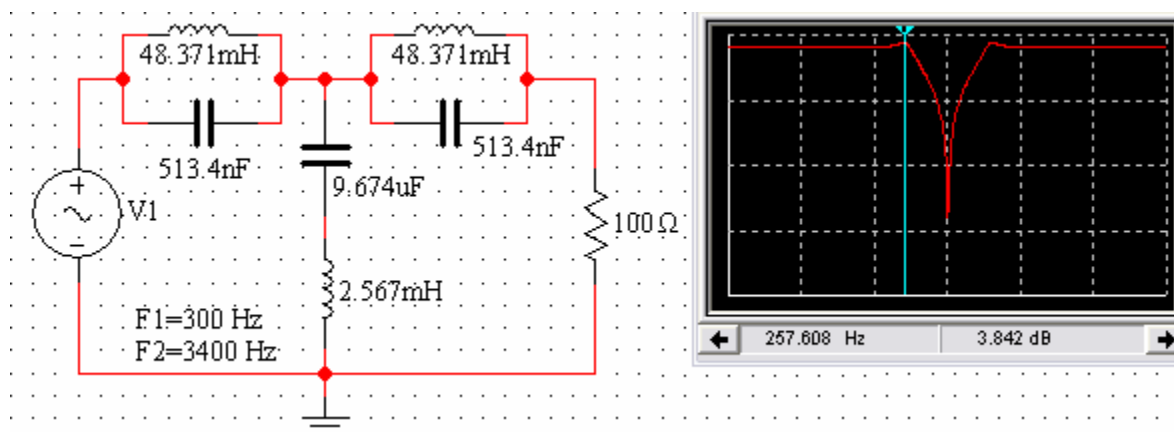 48.371mH
48.371mH
513.4nF
513.4nF
9.674uF
V1
100Ω
2.567mH
F1=300 Hz
F2=3400 Hz
257.608 Hz
3.842 dB